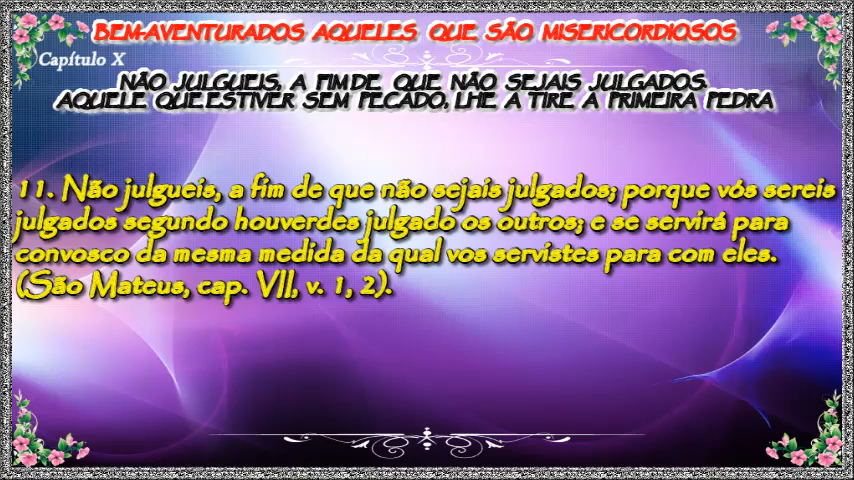 BEM-AVENTURADOS AQUELES QUE SÃO MISERICORDIOSOS
Capítulo X
NÃO JULGUEIS, A FIM DE QUE NÃO SEJAIS JULGADOS.
AQUELE QUE ESTIVER SEM PECADO, LHE ATIRE A PRIMEIRA PEDRA
11. Não julgueis, a fim de que não sejais julgados; porque vós sereis
julgados segundo houverdes julgado os outros; e se servirá para
convosco da mesma medida da qual vos servistes para com eles.
(São Mateus, cap. VII, v. 1, 2).